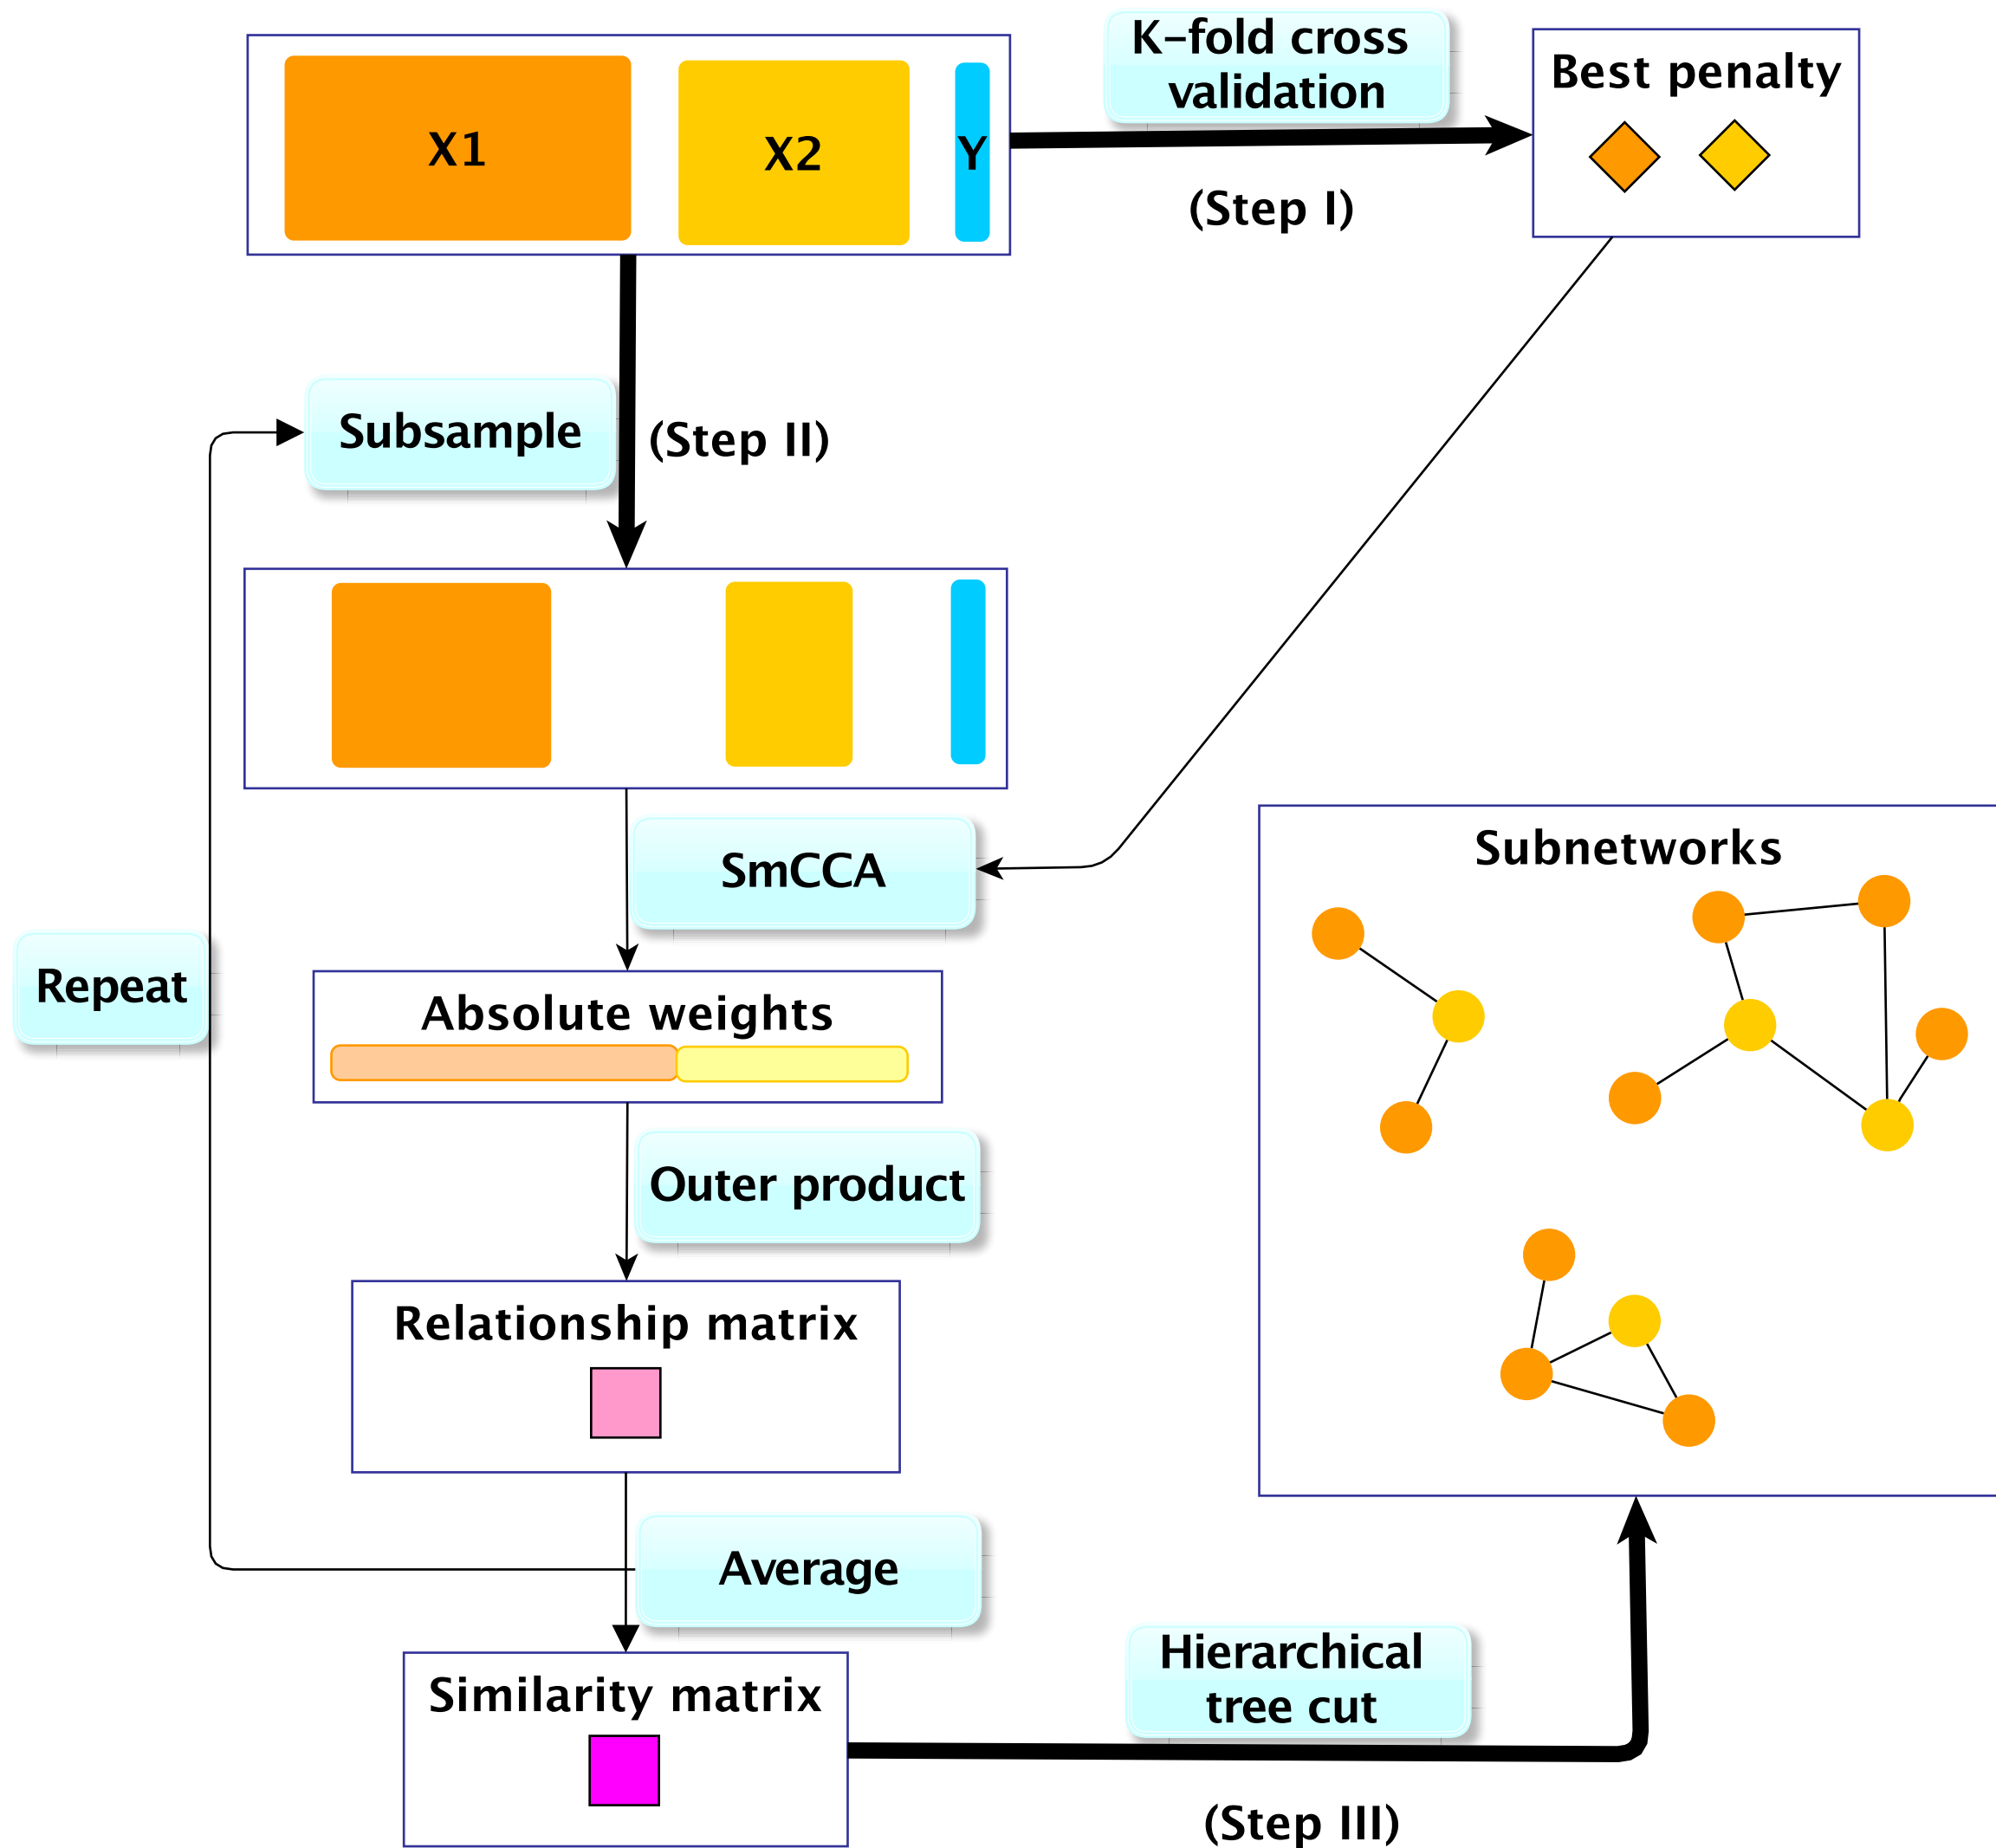 K-fold cross
validation
Best penalty
X1
X2
Y
(Step I)
Subsample
(Step II)
SmCCA
Subnetworks
Repeat
Absolute weights
Outer product
Relationship matrix
Average
Hierarchical
tree cut
Similarity matrix
(Step III)